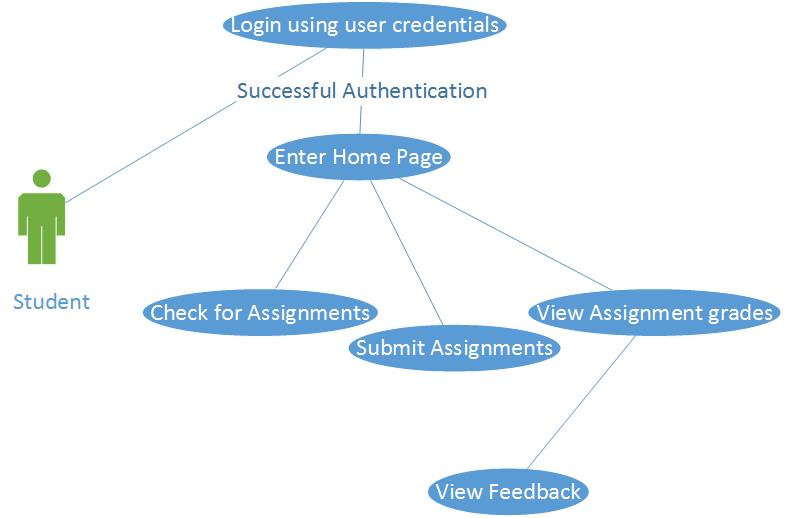 Login using user credentials
Successful Authentication
Enter Home Page
Student
Check for Assignments
View Assignment grades
Submit Assignments
View Feedback